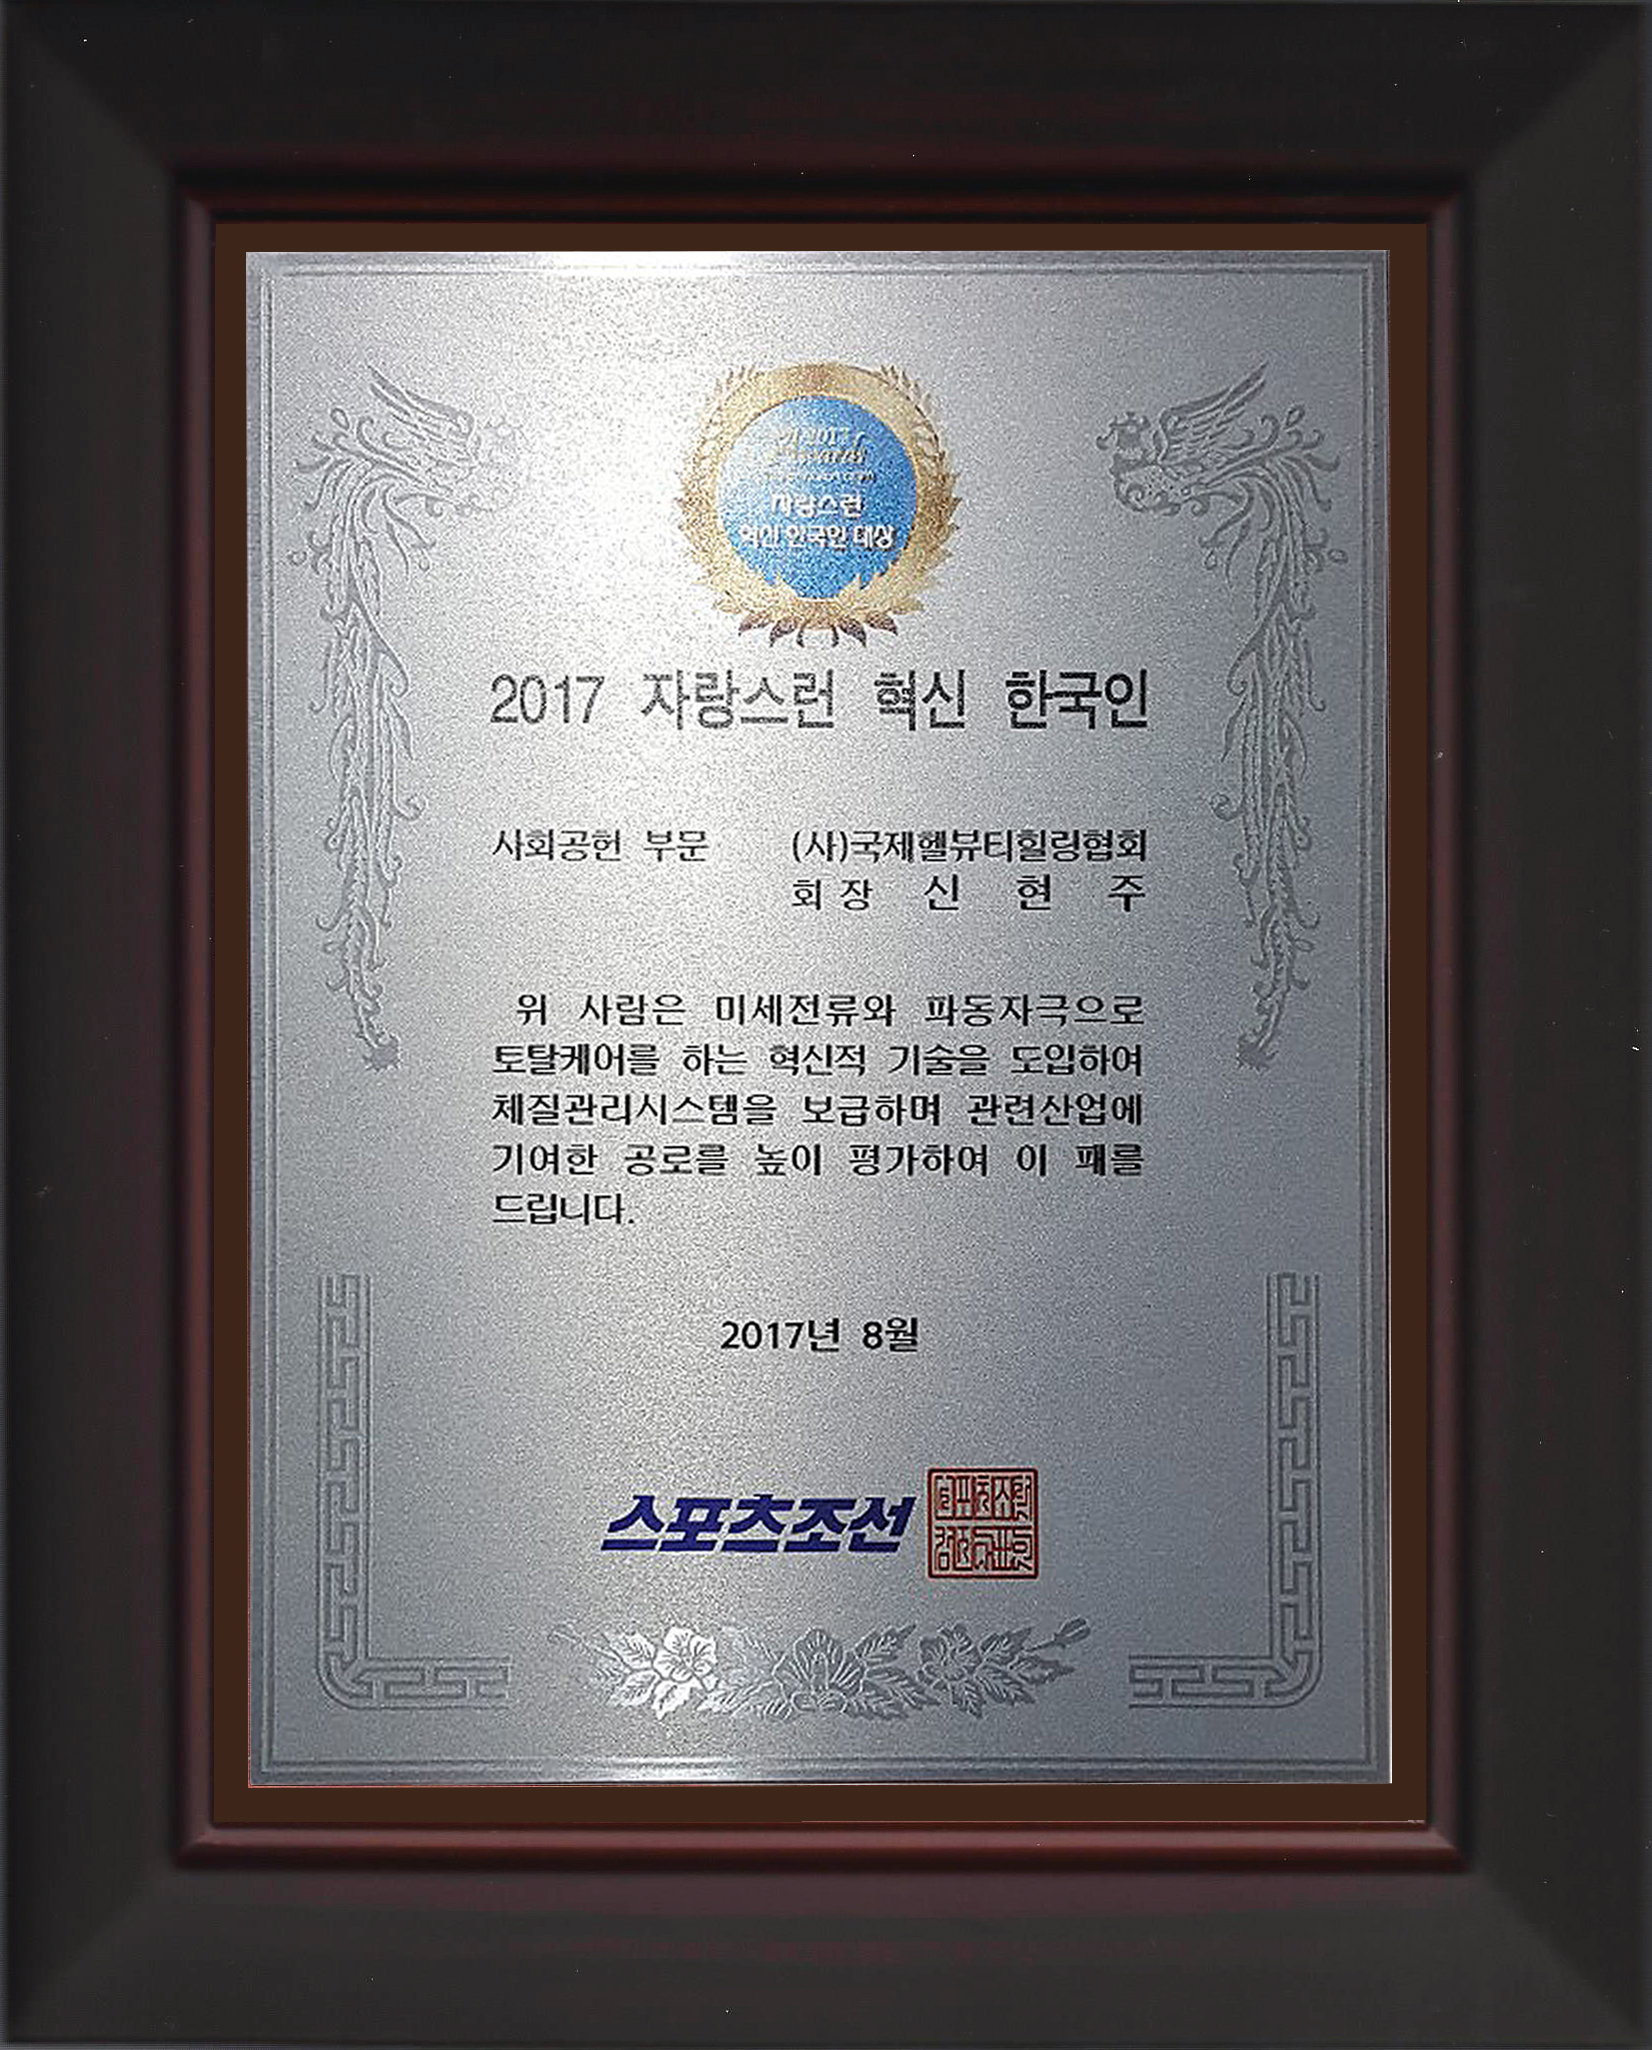 자랑스런
혁신 한국인 대상
2017 자랑스런 혁신 한국인
사회공헌 부문 (사)국제헬뷰티힐링협회
회장 신 현 주
위 사람은 미세전류와 파동자극으로
토탈케어를 하는 혁신적 기술을 도입하여
체질관리시스템을 보급하며 관련산업에
기여한 공로를 높이 평가하여 이 패를
드립니다.
2017년 8월
스포츠조선